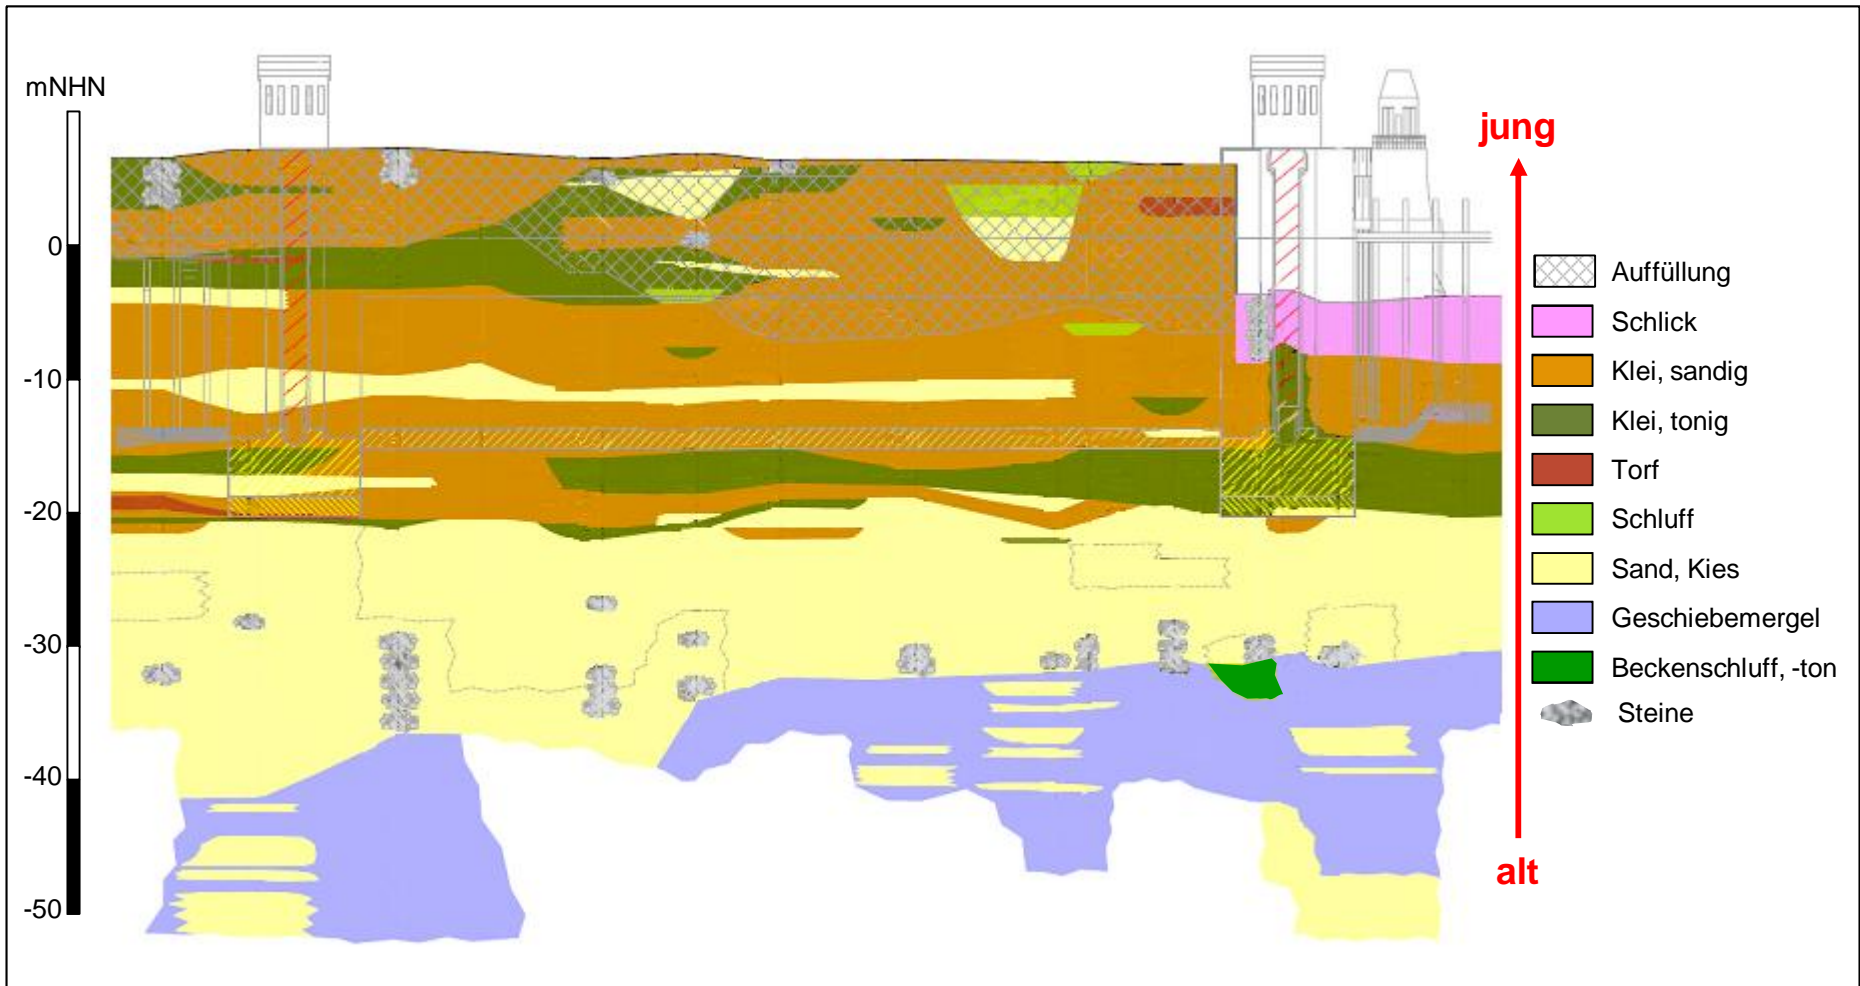 mNHN
0
-10
-20
-30
-40
-50
jung
alt
Auffüllung
Schlick
Klei, sandig
Klei, tonig
Torf
Schluff
Sand, Kies
Geschiebemergel
Beckenschluff, -ton
Steine